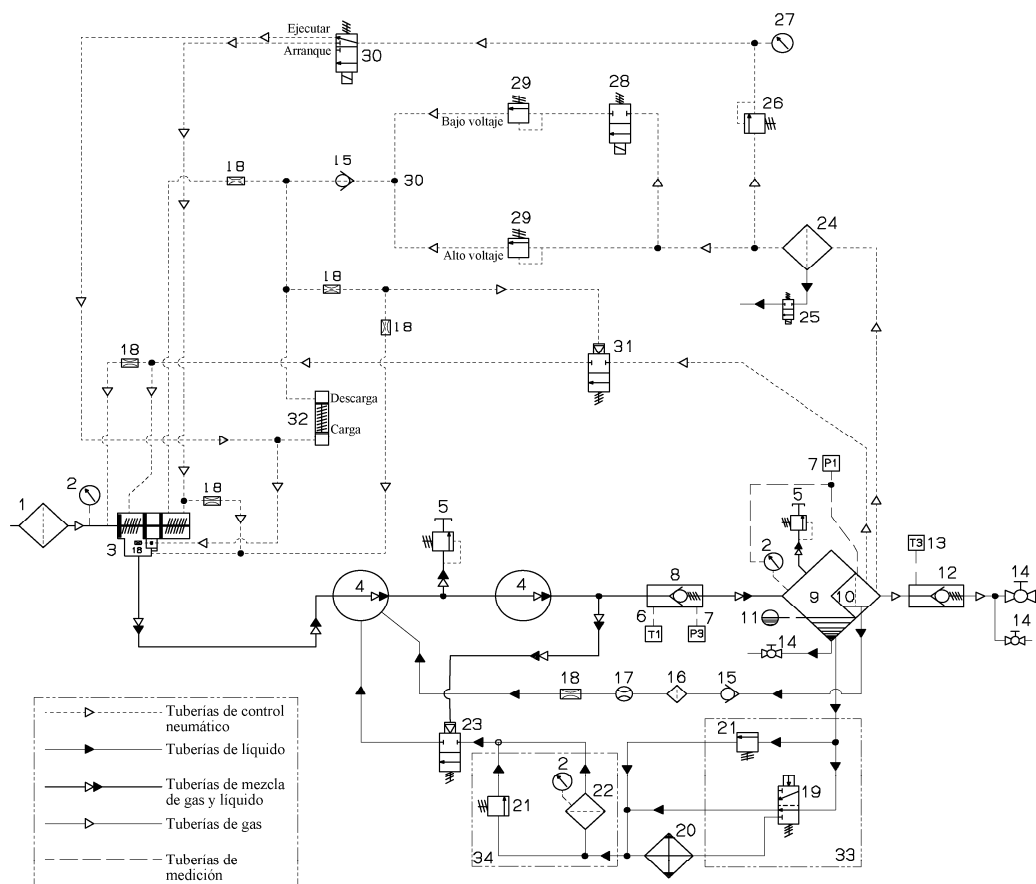 Ejecutar
Arranque
30
27
29
28
26
Bajo voltaje
18
15
30
29
24
Alto voltaje
18
25
18
18
31
Descarga
32
Carga
7
P1
2
18
5
5
1
T3
13
2
3
18
4
4
8
12
14
9
10
6
T1
P3
7
11
14
14
18
17
16
15
23
21
2
19
Tuberías de control
neumático
Tuberías de líquido
21
22
20
Tuberías de mezcla
de gas y líquido
Tuberías de gas
34
33
Tuberías de
medición